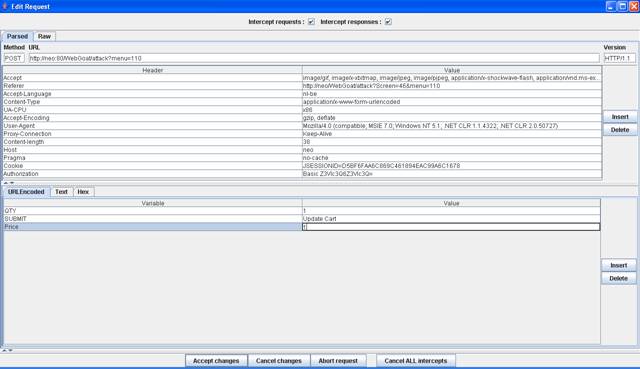 Edit Request
Intercept requests : Intercept responses :
Parsed Raw
Method URL Version
POST http://neo:80/WebGoat/attack?menu=110 HTTP/1.1
Header Value
Accept image/gif, image/x-xbitmap, image/jpeg, image/pjpeg, application/x-shockwave-flash, application/vnd.ms-ex...
Referer http://neo/WebGoat/attack?Screen=46&menu=110
Accept-Language nl-be
Content-Type application/x-www-form-urlencoded
UA-CPU x86
Accept-Encoding gzip, deflate
User-Agent Mozilla/4.0 (compatible; MSIE 7.0; Windows NT 5.1; .NET CLR 1.1.4322; .NET CLR 2.0.50727)
Proxy-Connection Keep-Alive
Content-length 38
Host neo
Pragma no-cache
Cookie
Authorization Basic
Insert
Delete
URLEncoded Text Hex
Variable Value
QTY 1
SUBMIT Update Cart
Price 1
Insert
Delete
Accept changes Cancel changes Abort request Cancel ALL intercepts